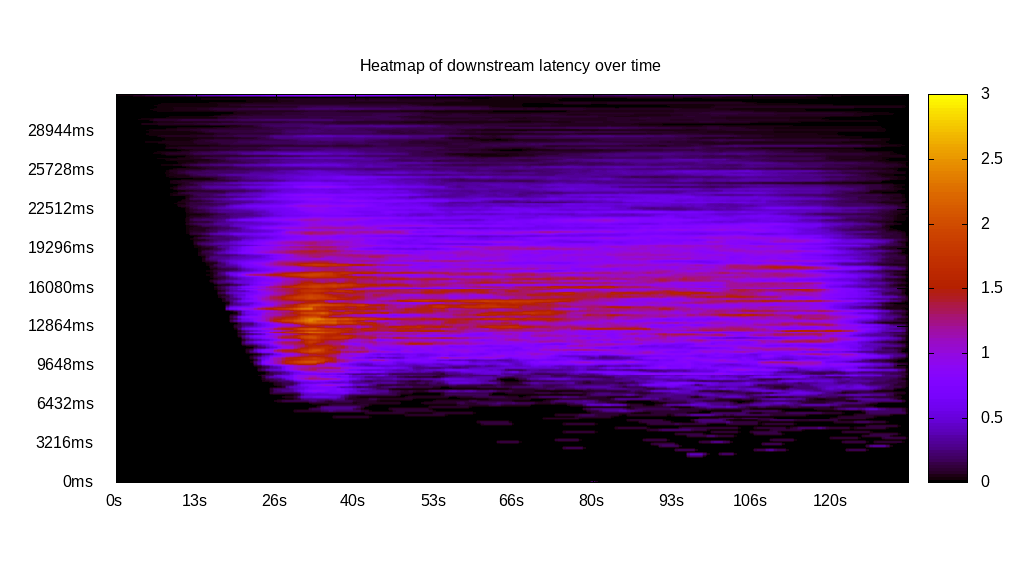 Heatmap of downstream latency over time
28944ms
25728ms
22512ms
19296ms
16080ms
12864ms
9648ms
6432ms
3216ms
0ms
0s 13s 26s 40s 53s 66s 80s 93s 106s 120s
3
2.5
2
1.5
1
0.5
0